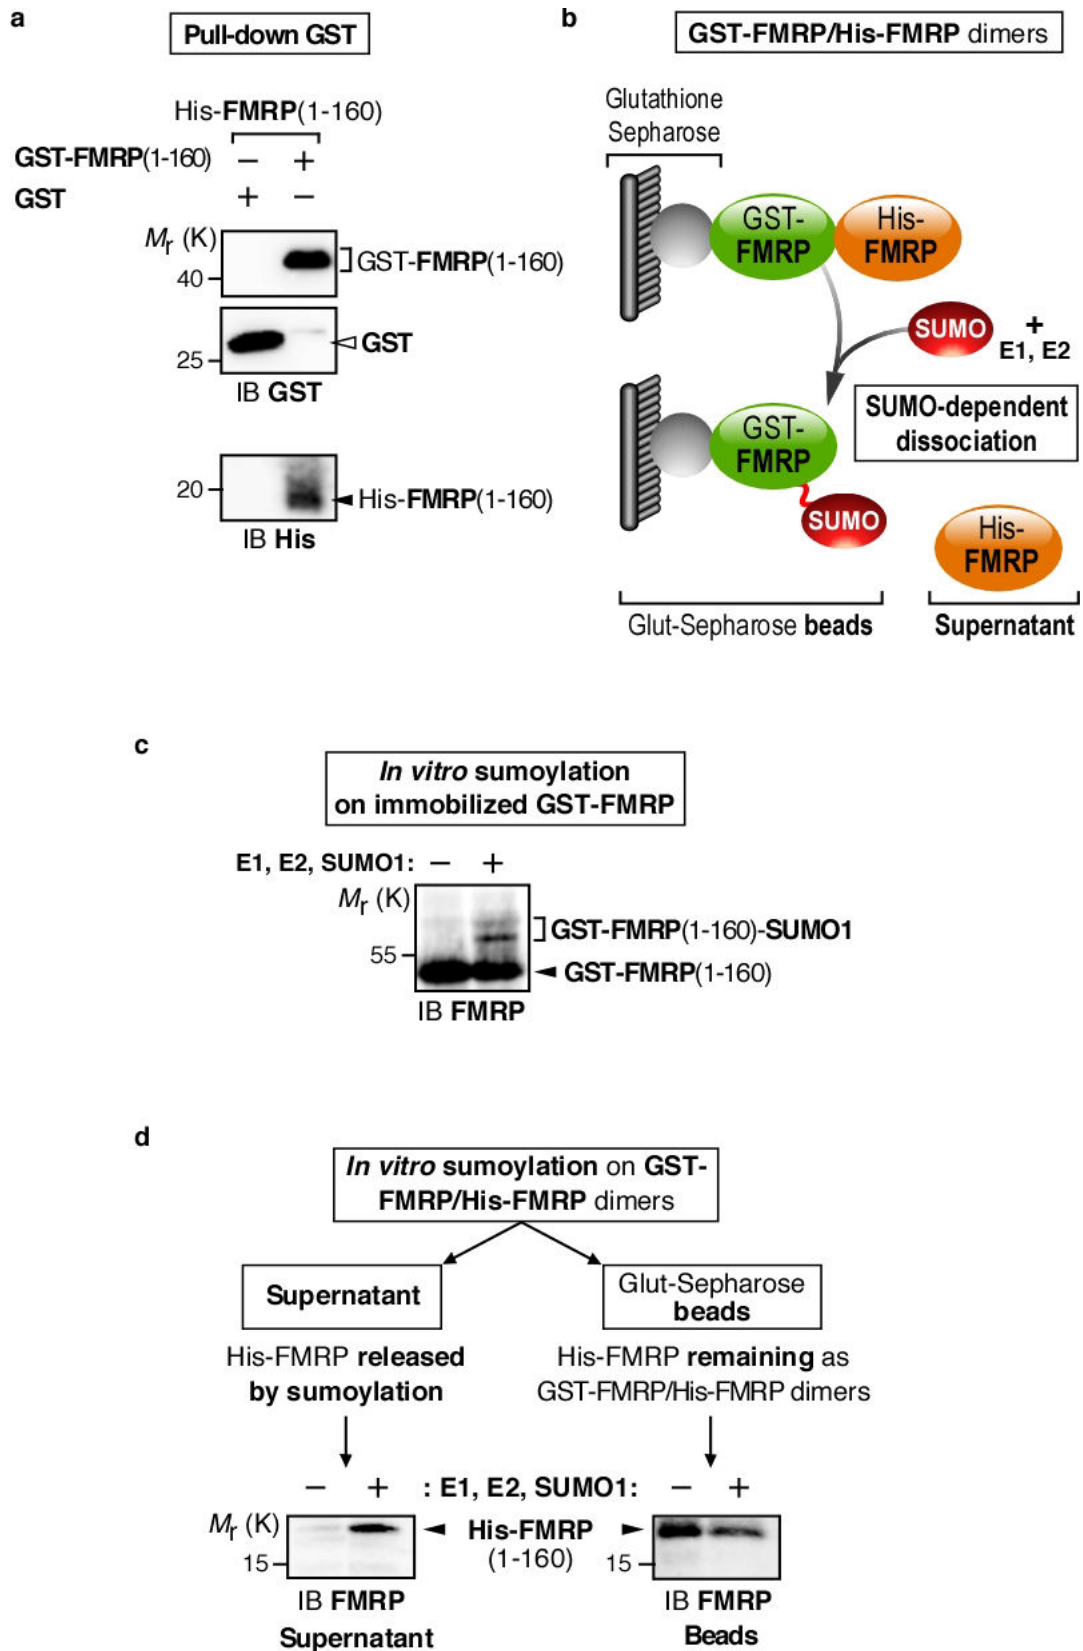 a
Pull-down GST
His-FMRP(1-160)
GST-FMRP(1-160) − +
GST + −
Mr (K)
40
GST-FMRP(1-160)
25
GST
IB GST
20
His-FMRP(1-160)
IB His
b
GST-FMRP/His-FMRP dimers
Glutathione
Sepharose
GST-
FMRP
His-
FMRP
SUMO
+
E1, E2
SUMO-dependent
dissociation
GST-
FMRP
SUMO
His-
FMRP
Glut-Sepharose beads
Supernatant
c
In vitro sumoylation
on immobilized GST-FMRP
E1, E2, SUMO1: − +
Mr (K)
GST-FMRP(1-160)-SUMO1
55
GST-FMRP(1-160)
IB FMRP
d
In vitro sumoylation on GST-
FMRP/His-FMRP dimers
Supernatant
His-FMRP released
by sumoylation
Glut-Sepharose
beads
His-FMRP remaining as
GST-FMRP/His-FMRP dimers
− + : E1, E2, SUMO1: − +
Mr (K)
His-FMRP
(1-160)
15
15
IB FMRP
Supernatant
IB FMRP
Beads